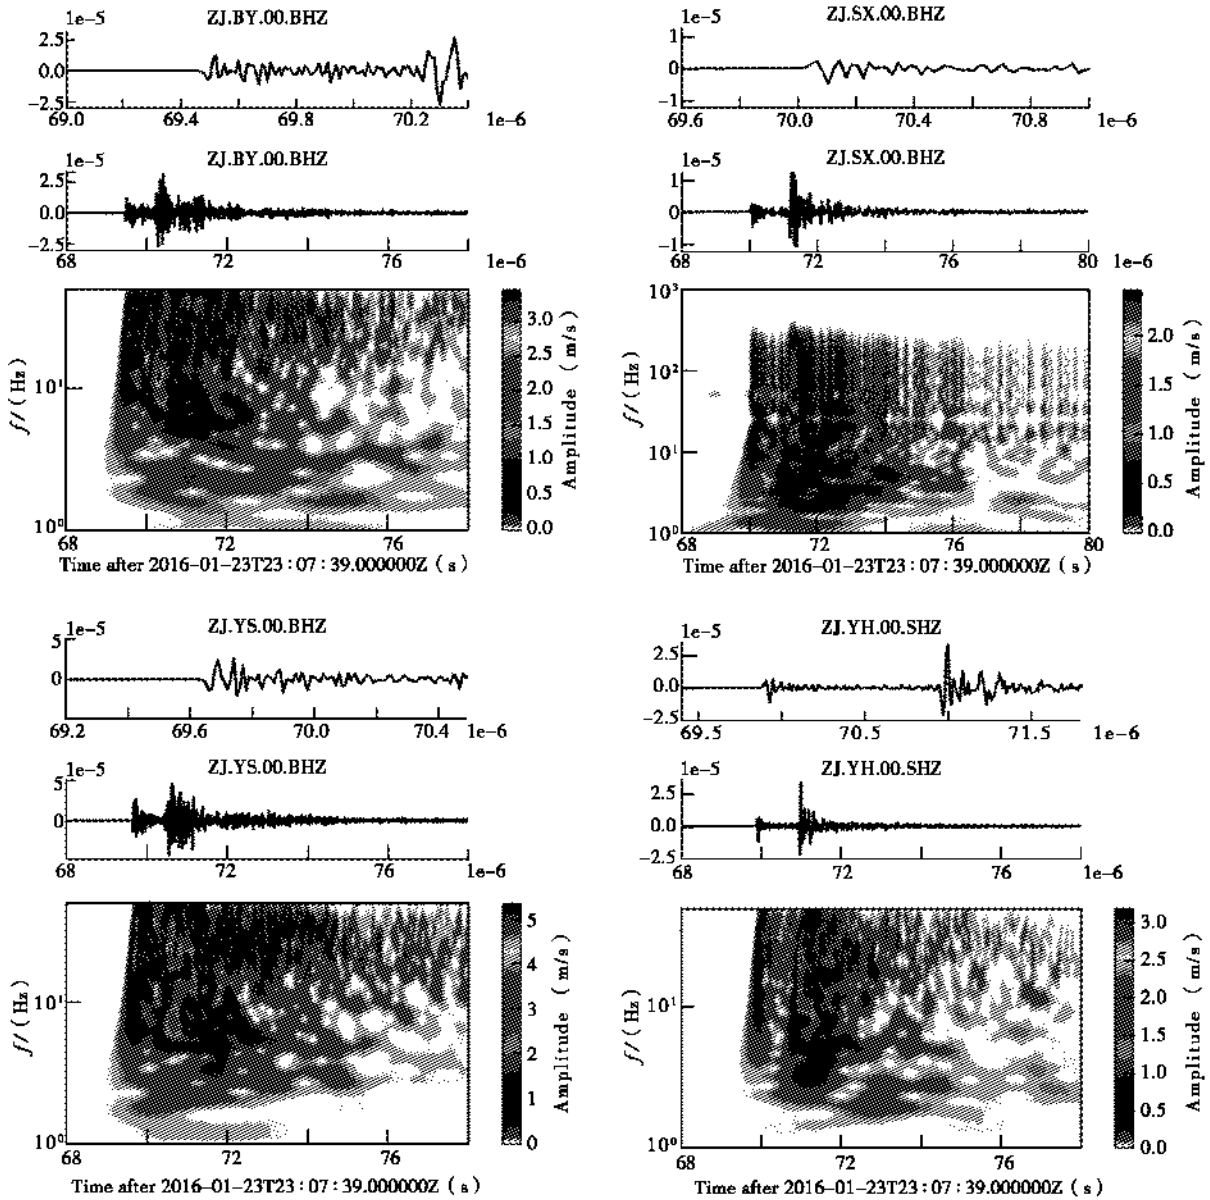 1e-5
ZJ.BY.00.BHZ
2.5
0.0
-2.5
69.0 69.4 69.8 70.2 1e-6
1e-5
ZJ.BY.00.BHZ
2.5
0.0
-2.5
68 72 76 1e-6
10¹
10⁰
f/(Hz)
68 72 76
3.0
2.5
2.0
1.5
1.0
0.5
0.0
Amplitude (m/s)
Time after 2016-01-23T23:07:39.000000Z (s)
1e-5
ZJ.SX.00.BHZ
1
0
-1
69.6 70.0 70.4 70.8 1e-6
1e-5
ZJ.SX.00.BHZ
1
0
-1
68 72 76 80
1e-6
10³
10²
10¹
10⁰
f/(Hz)
68 72 76 80
2.0
1.5
1.0
0.5
0.0
Amplitude (m/s)
Time after 2016-01-23T23:07:39.000000Z (s)
1e-5
ZJ.YS.00.BHZ
5
0
69.2 69.6 70.0 70.4 1e-6
1e-5
ZJ.YS.00.BHZ
5
0
68 72 76 1e-6
10¹
10⁰
f/(Hz)
68 72 76
5
4
3
2
1
0
Amplitude (m/s)
Time after 2016-01-23T23:07:39.000000Z (s)
1e-5
ZJ.YH.00.SHZ
2.5
0.0
-2.5
69.5 70.5 71.5 1e-6
1e-5
ZJ.YH.00.SHZ
2.5
0.0
-2.5
68 72 76 1e-6
10¹
10⁰
f/(Hz)
68 72 76
3.0
2.5
2.0
1.5
1.0
0.5
0.0
Amplitude (m/s)
Time after 2016-01-23T23:07:39.000000Z (s)